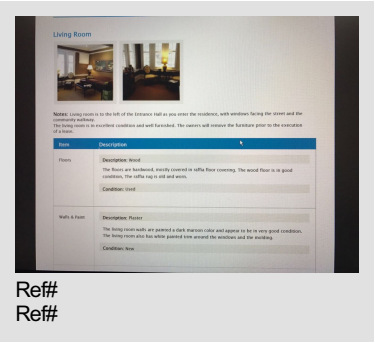 Living Room
Notes: Living room is to the left of the Entrance Hall as you enter the residence, with windows facing the street and the
community walkway.
The living room is in excellent condition and well furnished. The owners will remove the furniture prior to the execution
of a lease.
Item Description
Floors Description: Wood
The floors are hardwood, mostly covered in raffia floor covering. The wood floor is in good
condition, The raffia rug is old and worn.
Condition: Used
Walls & Paint Description: Plaster
The living room walls are painted a dark maroon color and appear to be in very good condition.
The living room also has white painted trim around the windows and the molding.
Condition: New
Ref#
Ref#